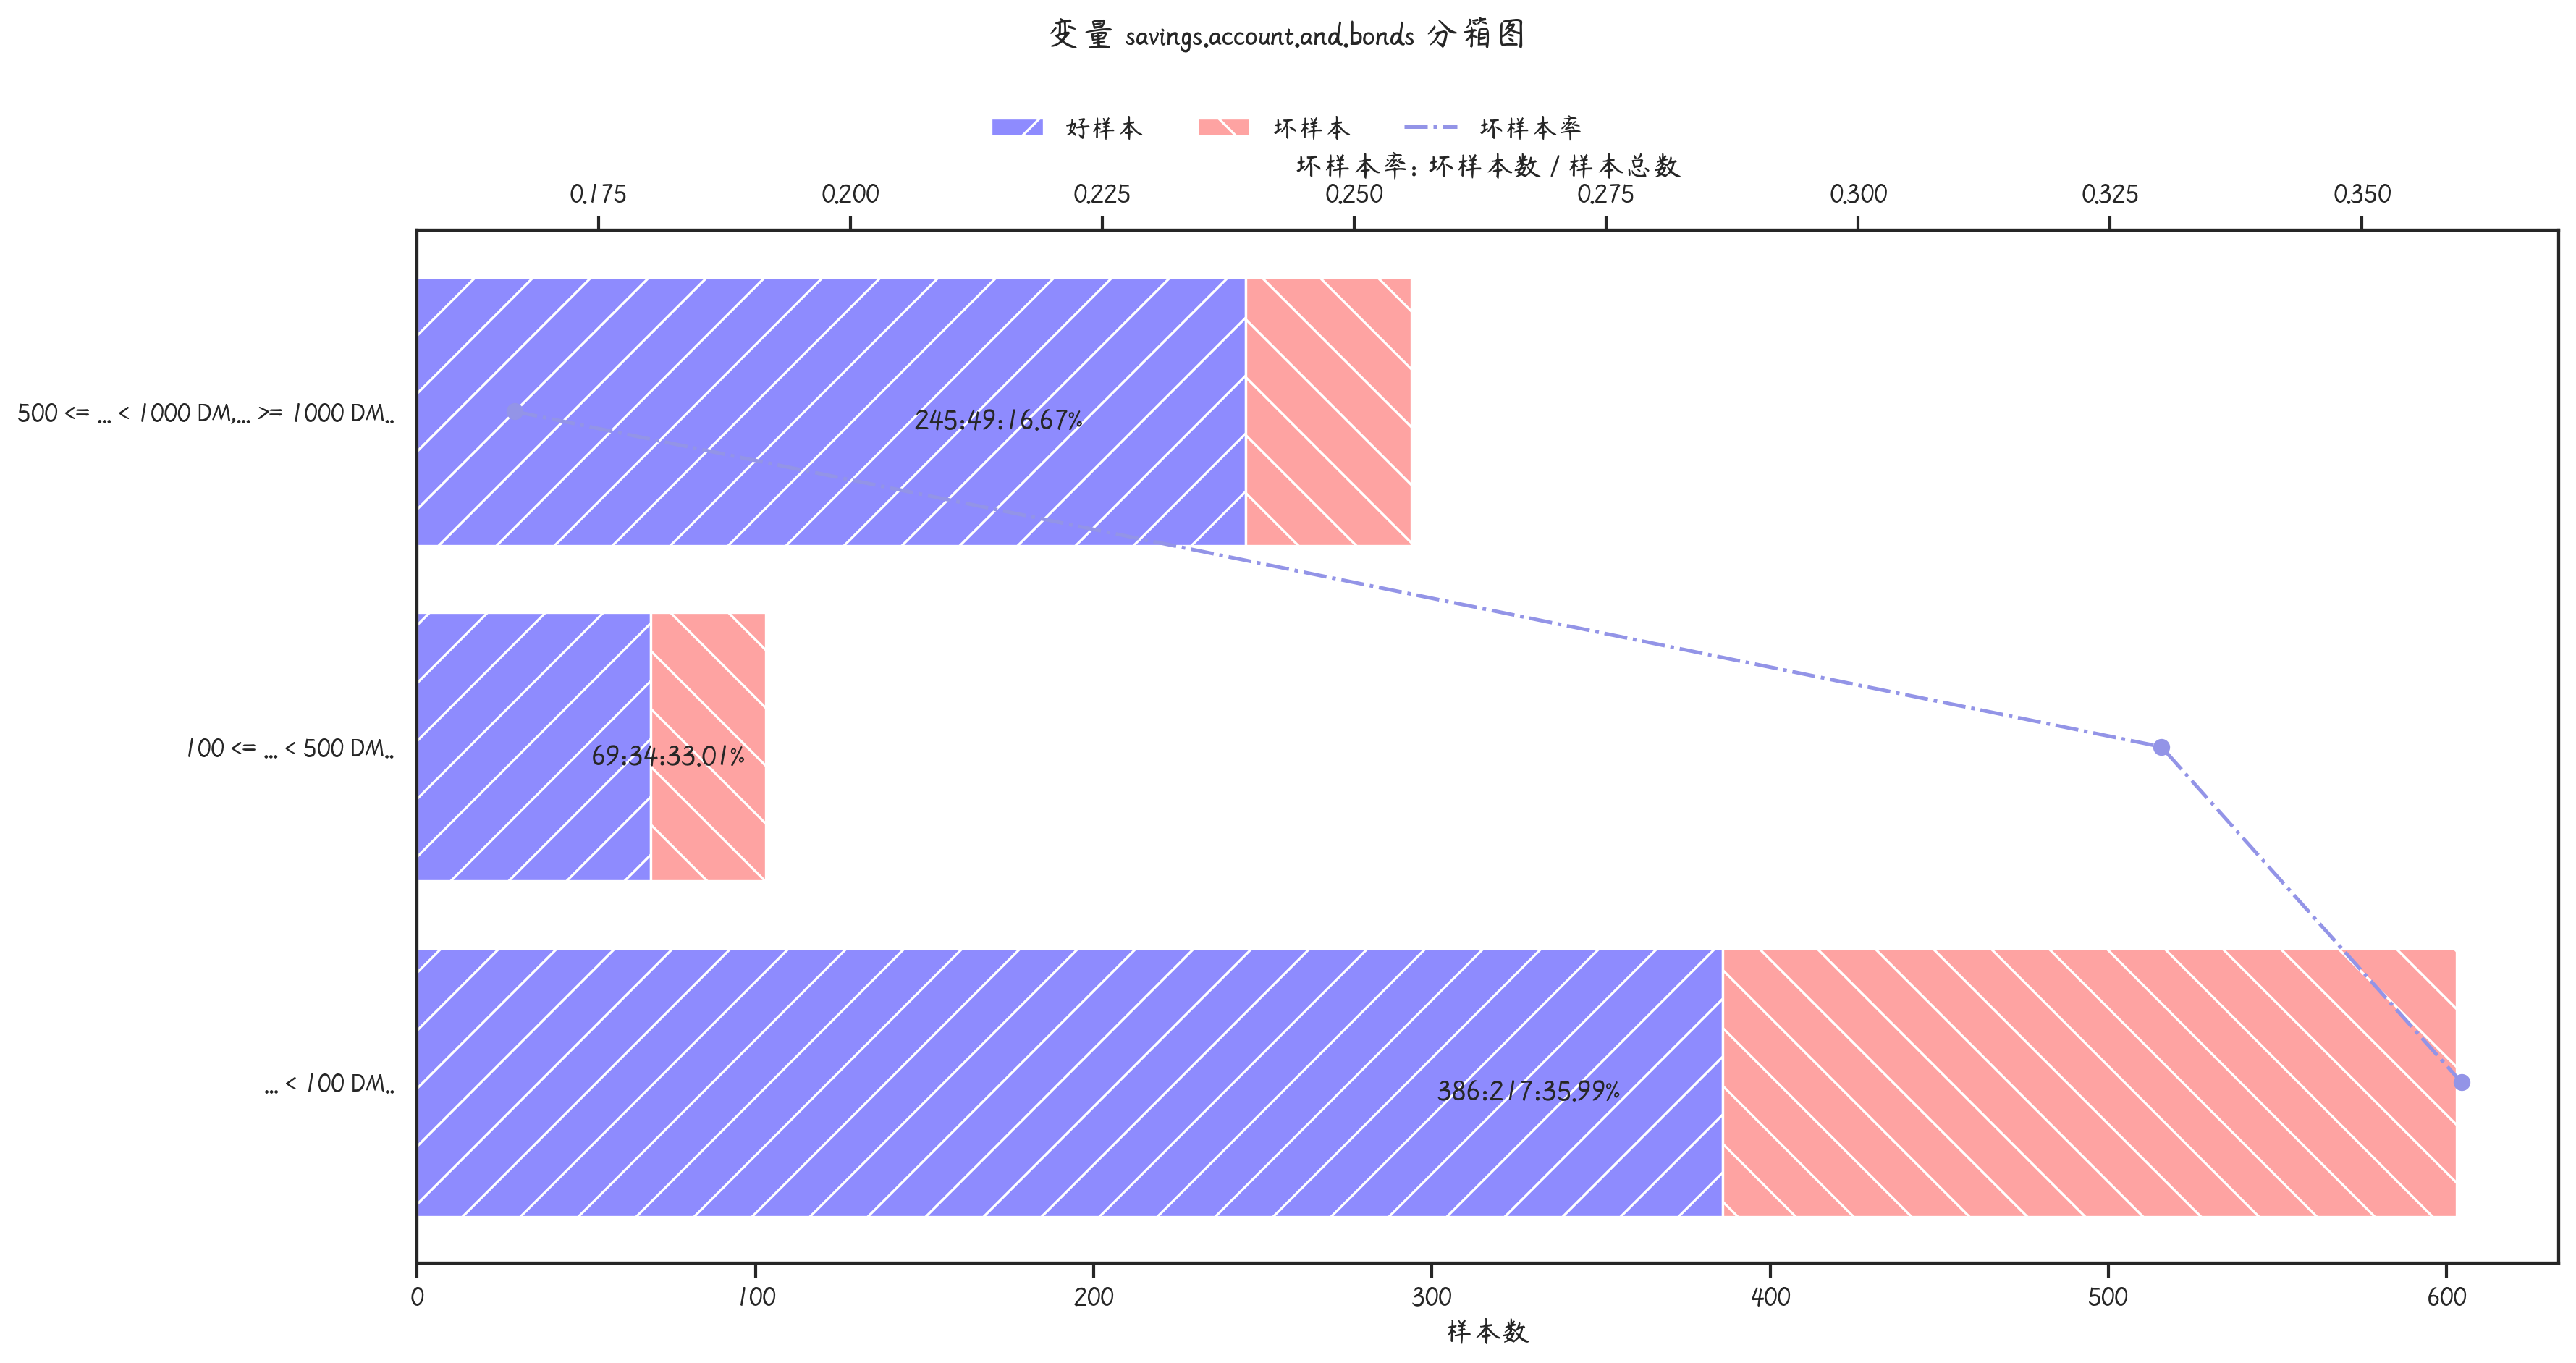 变量 savings.account.and.bonds 分箱图
好样本 坏样本 坏样本率
坏样本率: 坏样本数 / 样本总数
0.175 0.200 0.225 0.250 0.275 0.300 0.325 0.350
500 <= ... < 1000 DM,... >= 1000 DM..
245:49:16.67%
100 <= ... < 500 DM..
69:34:33.01%
... < 100 DM..
386:217:35.99%
0 100 200 300 400 500 600
样本数